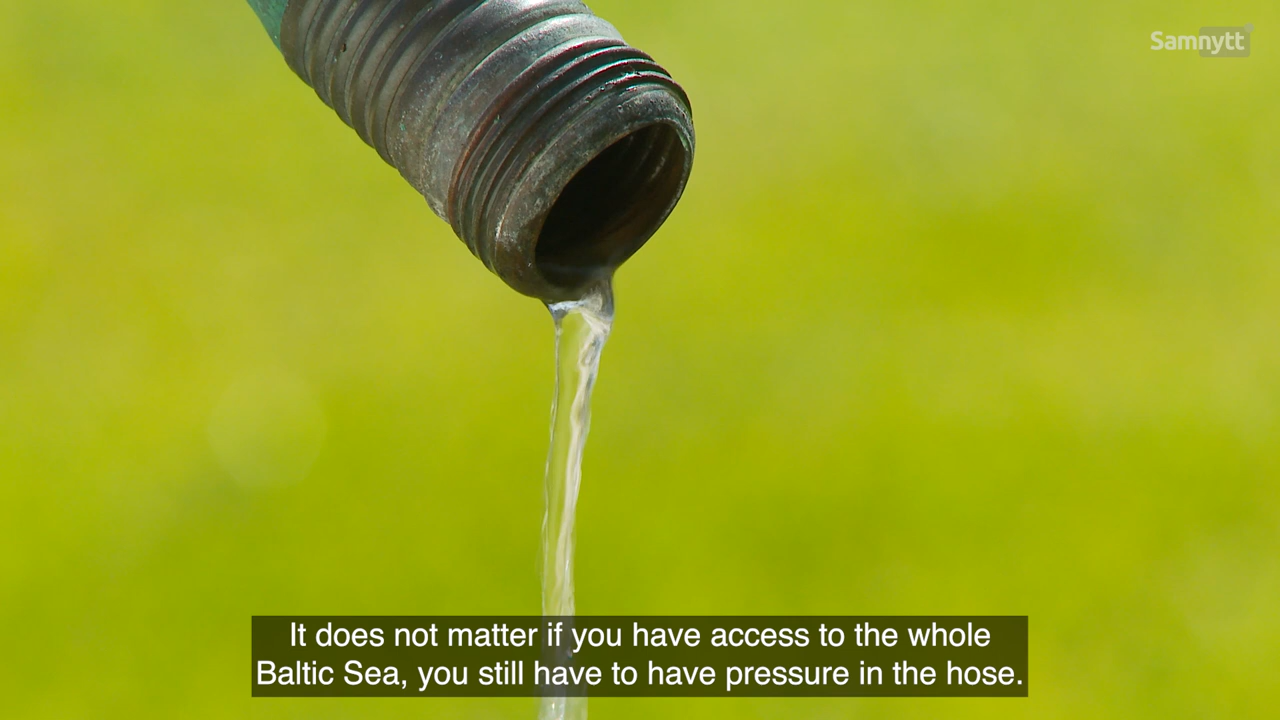 Samnytt
It does not matter if you have access to the whole
Baltic Sea, you still have to have pressure in the hose.